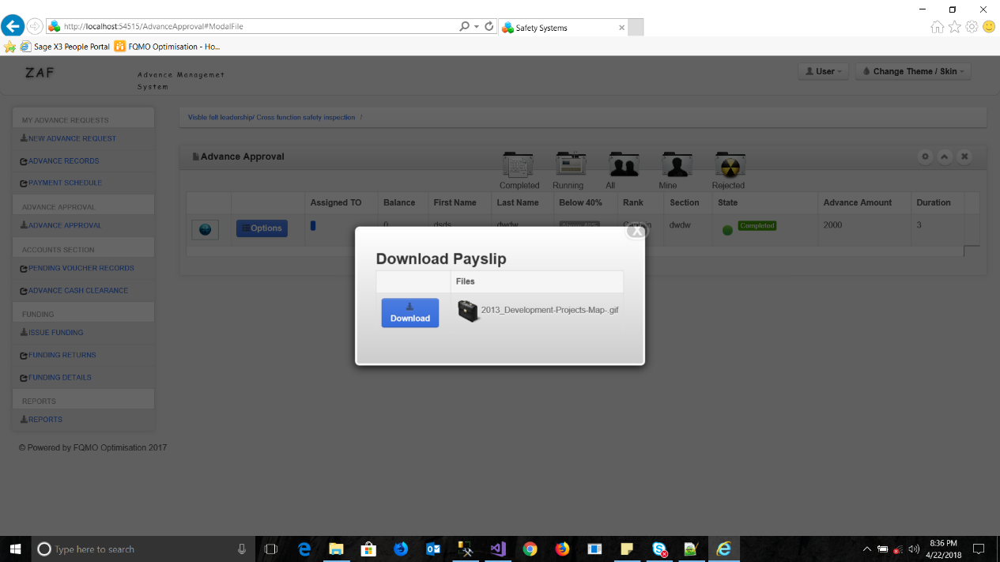 http://localhost:54515/AdvanceApproval#ModalFile
Safety Systems
Sage X3 People Portal
FQMO Optimisation - Ho...
ZAF
Advance Managemet
System
User
Change Theme / Skin
MY ADVANCE REQUESTS
NEW ADVANCE REQUEST
ADVANCE RECORDS
PAYMENT SCHEDULE
ADVANCE APPROVAL
ADVANCE APPROVAL
ACCOUNTS SECTION
PENDING VOUCHER RECORDS
ADVANCE CASH CLEARANCE
FUNDING
ISSUE FUNDING
FUNDING RETURNS
FUNDING DETAILS
REPORTS
REPORTS
© Powered by FQMO Optimisation 2017
Visble felt leadership/ Cross function safety inspection /
Advance Approval
Completed Running All Mine Rejected
Assigned TO Balance First Name Last Name Below 40% Rank Section State Advance Amount Duration
Options 0 dsds dwdw Captain dwdw Completed 2000 3
X
Download Payslip
Files
Download
2013_Development-Projects-Map-.gif
Type here to search
8:36 PM
4/22/2018